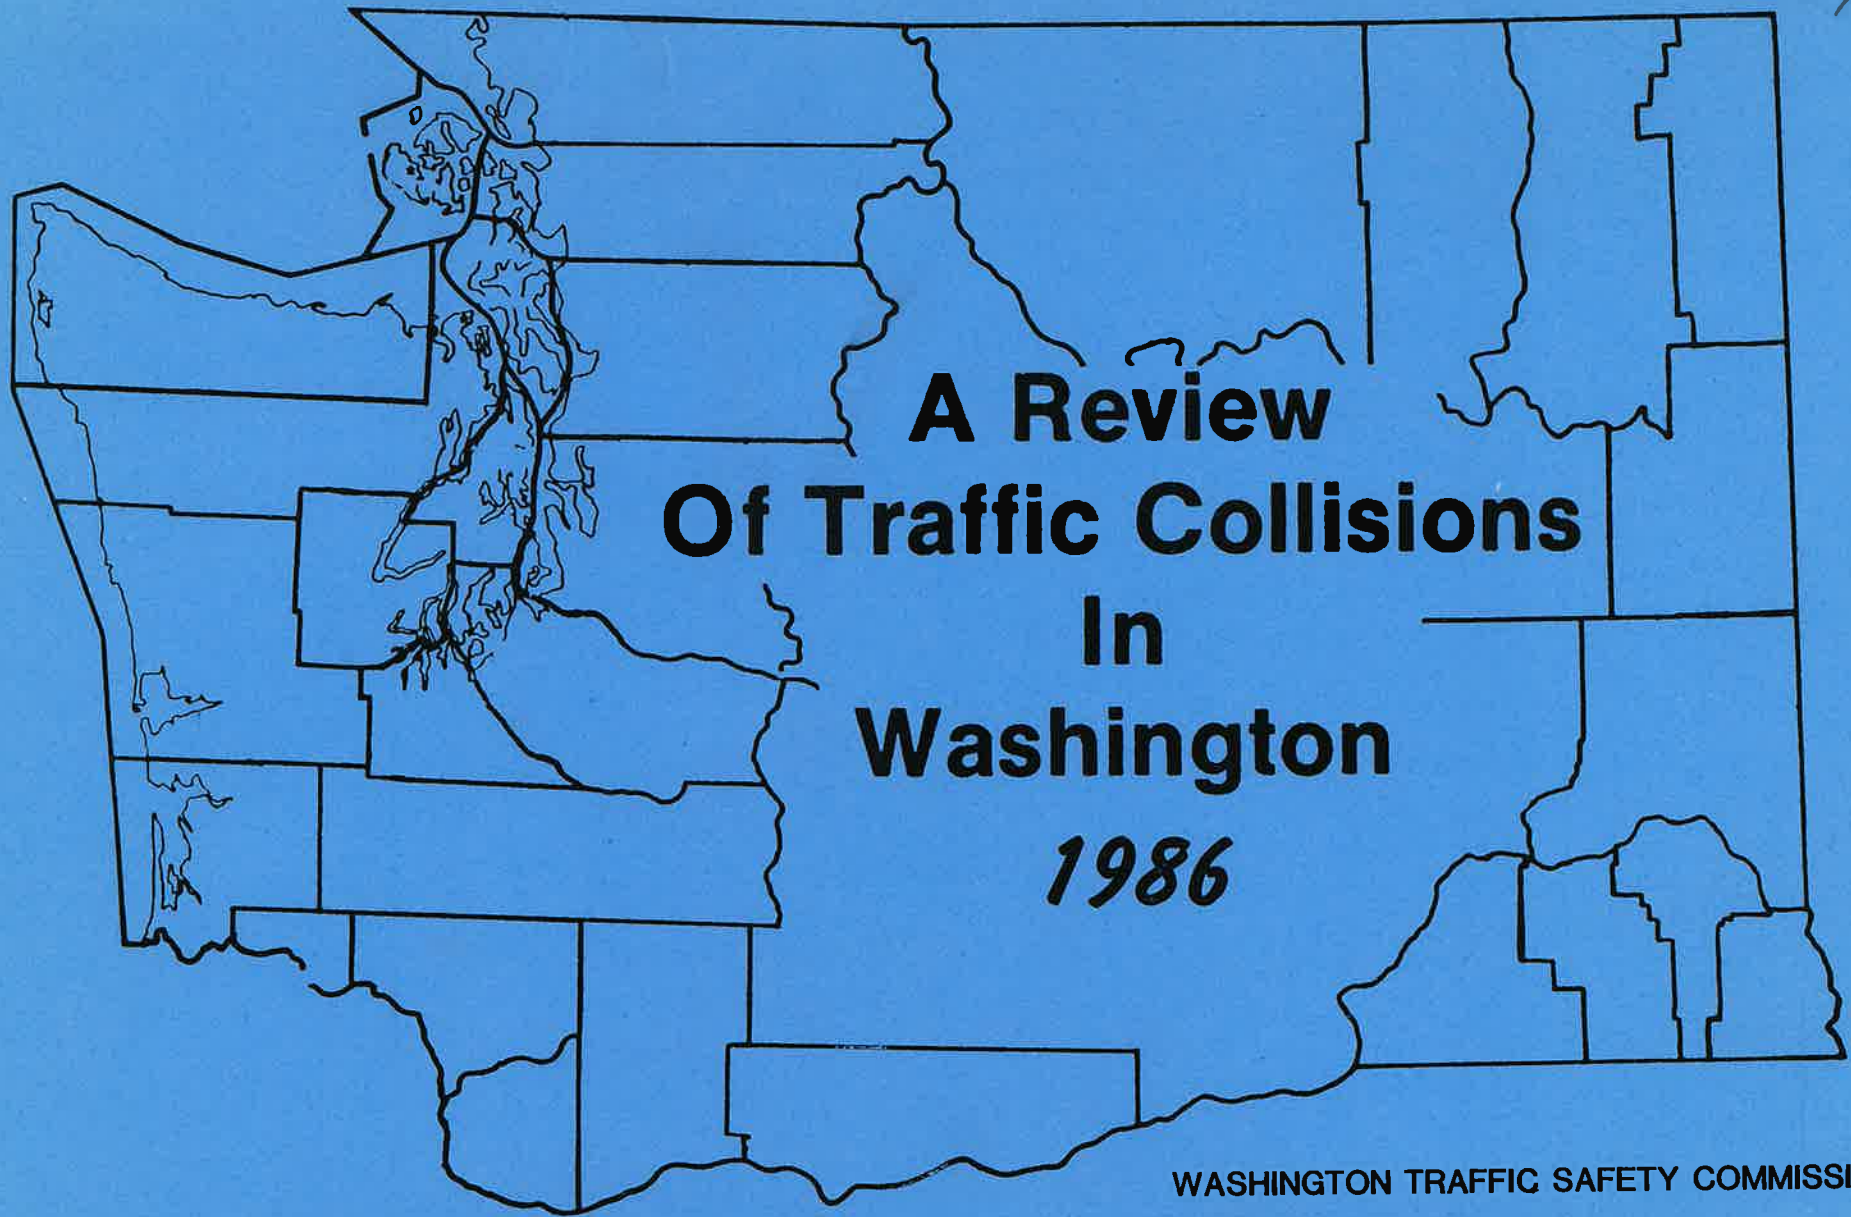 A Review
Of Traffic Collisions
In
Washington
1986
WASHINGTON TRAFFIC SAFETY COMMISSI